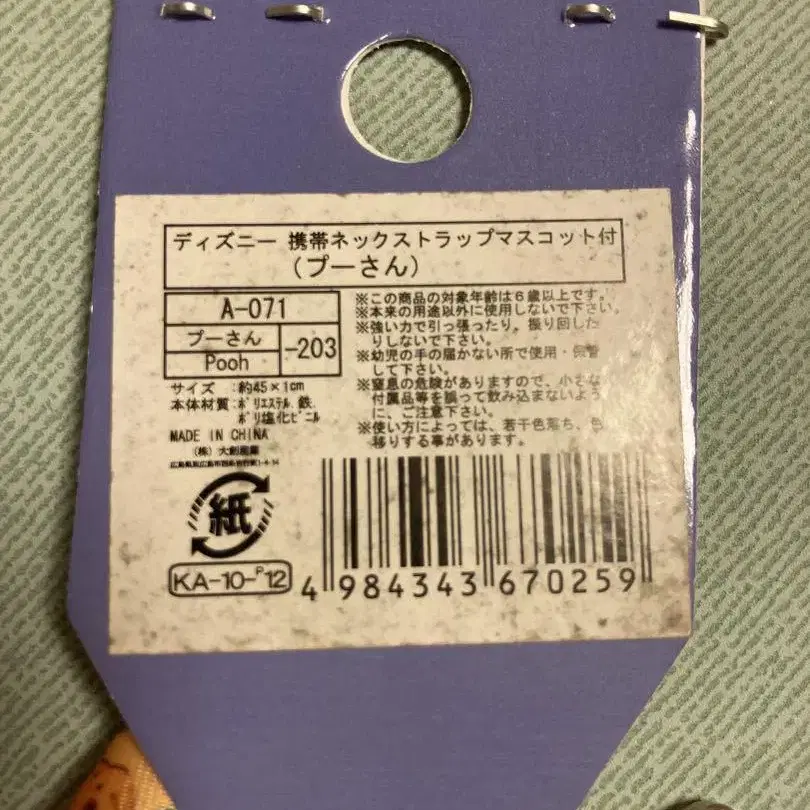 ディズニー 携帯ネックストラップマスコット付
(プーさん)
A-071
プーさん
Pooh
-203
サイズ :約45×1cm
本体材質:ポリエステル、鉄、
ポリ塩化ビニル
MADE IN CHINA
(株) 大創産業
※この商品の対象年齢は6歳以上です。
※本来の用途以外に使用しないで下さい。
※強い力で引っ張ったり、振り回した
りしないで下さい。
※幼児の手の届かない所で使用・保管
して下さい。
※窒息の危険がありますので、小さな
付属品等を誤って飲み込まないよう
に、ご注意下さい。
※使い方によっては、若干色落ち、色
移りする事があります。
紙
KA-10-P12
4 984343 670259